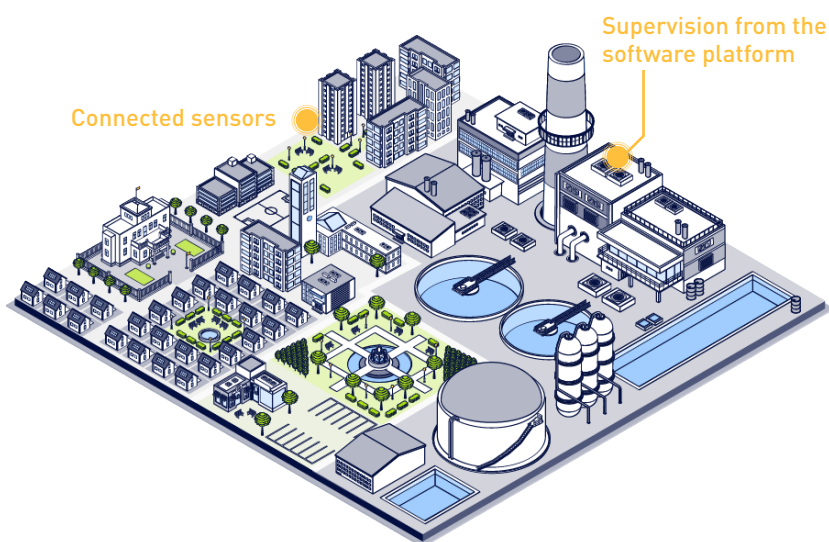 Supervision from the
software platform
Connected sensors